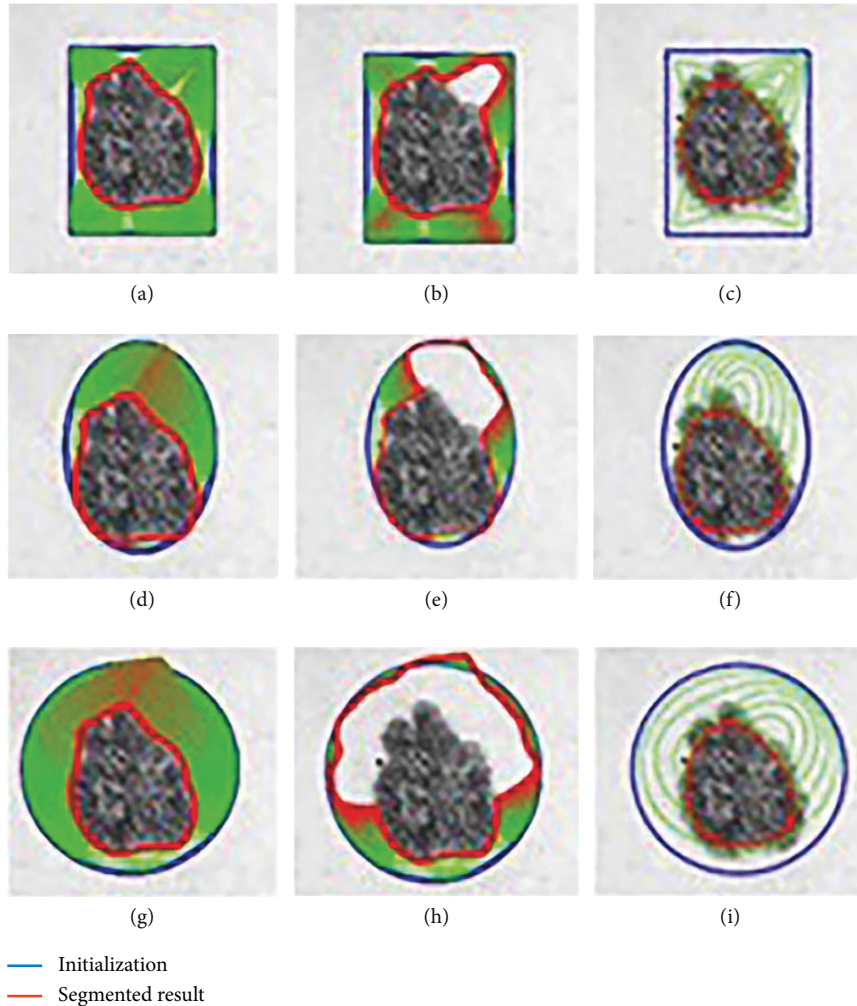 (a) (b) (c)
(d) (e) (f)
(g) (h) (i)
Initialization
Segmented result